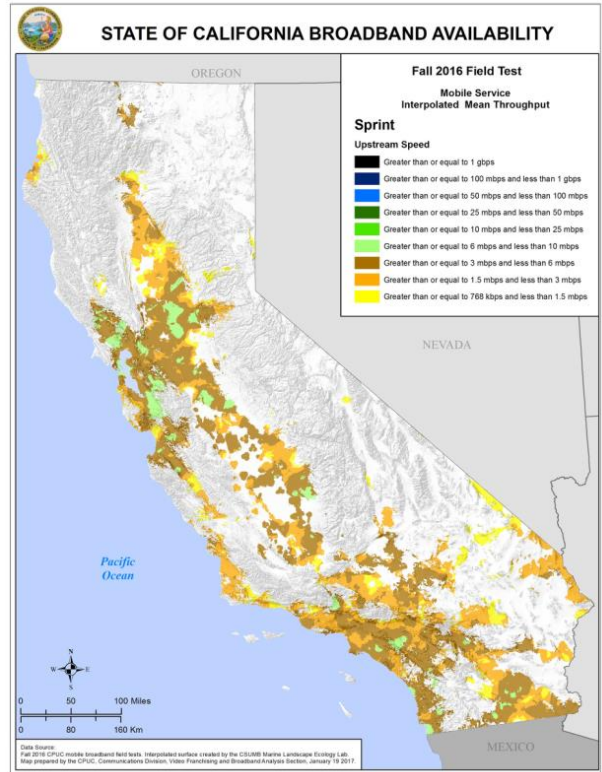 STATE OF CALIFORNIA BROADBAND AVAILABILITY
OREGON
Fall 2016 Field Test
Mobile Service
Interpolated Mean Throughput
Sprint
Upstream Speed
Greater than or equal to 1 gbps
Greater than or equal to 100 mbps and less than 1 gbps
Greater than or equal to 50 mbps and less than 100 mbps
Greater than or equal to 25 mbps and less than 50 mbps
Greater than or equal to 10 mbps and less than 25 mbps
Greater than or equal to 6 mbps and less than 10 mbps
Greater than or equal to 3 mbps and less than 6 mbps
Greater than or equal to 1.5 mbps and less than 3 mbps
Greater than or equal to 768 kbps and less than 1.5 mbps
NEVADA
Pacific
Ocean
N
W E
S
0 50 100 Miles
0 80 160 Km
MEXICO
Data Source:
Fall 2016 CPUC mobile broadband field tests. Interpolated surface created by the CSUMB Marine Landscape Ecology Lab.
Map prepared by the CPUC, Communications Division, Video Franchising and Broadband Analysis Section, January 19 2017.